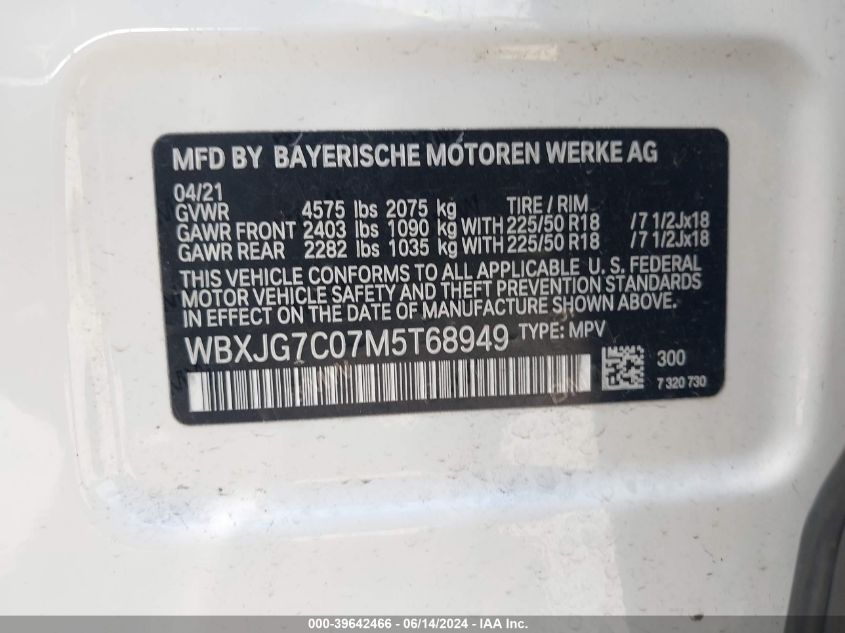 MFD BY BAYERISCHE MOTOREN WERKE AG
04/21
GVWR 4575 lbs 2075 kg TIRE / RIM
GAWR FRONT 2403 lbs 1090 kg WITH 225/50 R18 /7 1/2Jx18
GAWR REAR 2282 lbs 1035 kg WITH 225/50 R18 /7 1/2Jx18
THIS VEHICLE CONFORMS TO ALL APPLICABLE U. S. FEDERAL
MOTOR VEHICLE SAFETY AND THEFT PREVENTION STANDARDS
IN EFFECT ON THE DATE OF MANUFACTURE SHOWN ABOVE.
WBXJG7C07M5T68949 TYPE: MPV
300
7 320 730
000-39642466 - 06/14/2024 - IAA Inc.